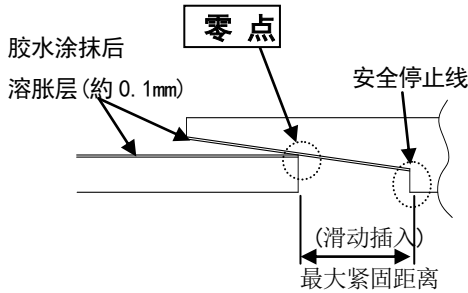 零 点
胶水涂抹后
溶胀层(約 0.1mm)
安全停止线
(滑动插入)
最大紧固距离